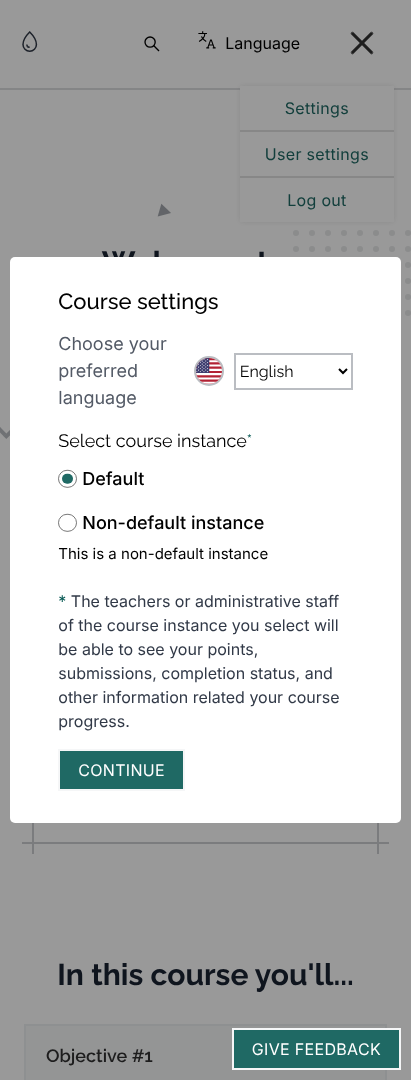 Language
Settings
User settings
Log out
Course settings
Choose your
preferred
language
English
Select course instance*
Default
Non-default instance
This is a non-default instance
* The teachers or administrative staff
of the course instance you select will
be able to see your points,
submissions, completion status, and
other information related your course
progress.
CONTINUE
In this course you'll...
Objective #1
GIVE FEEDBACK